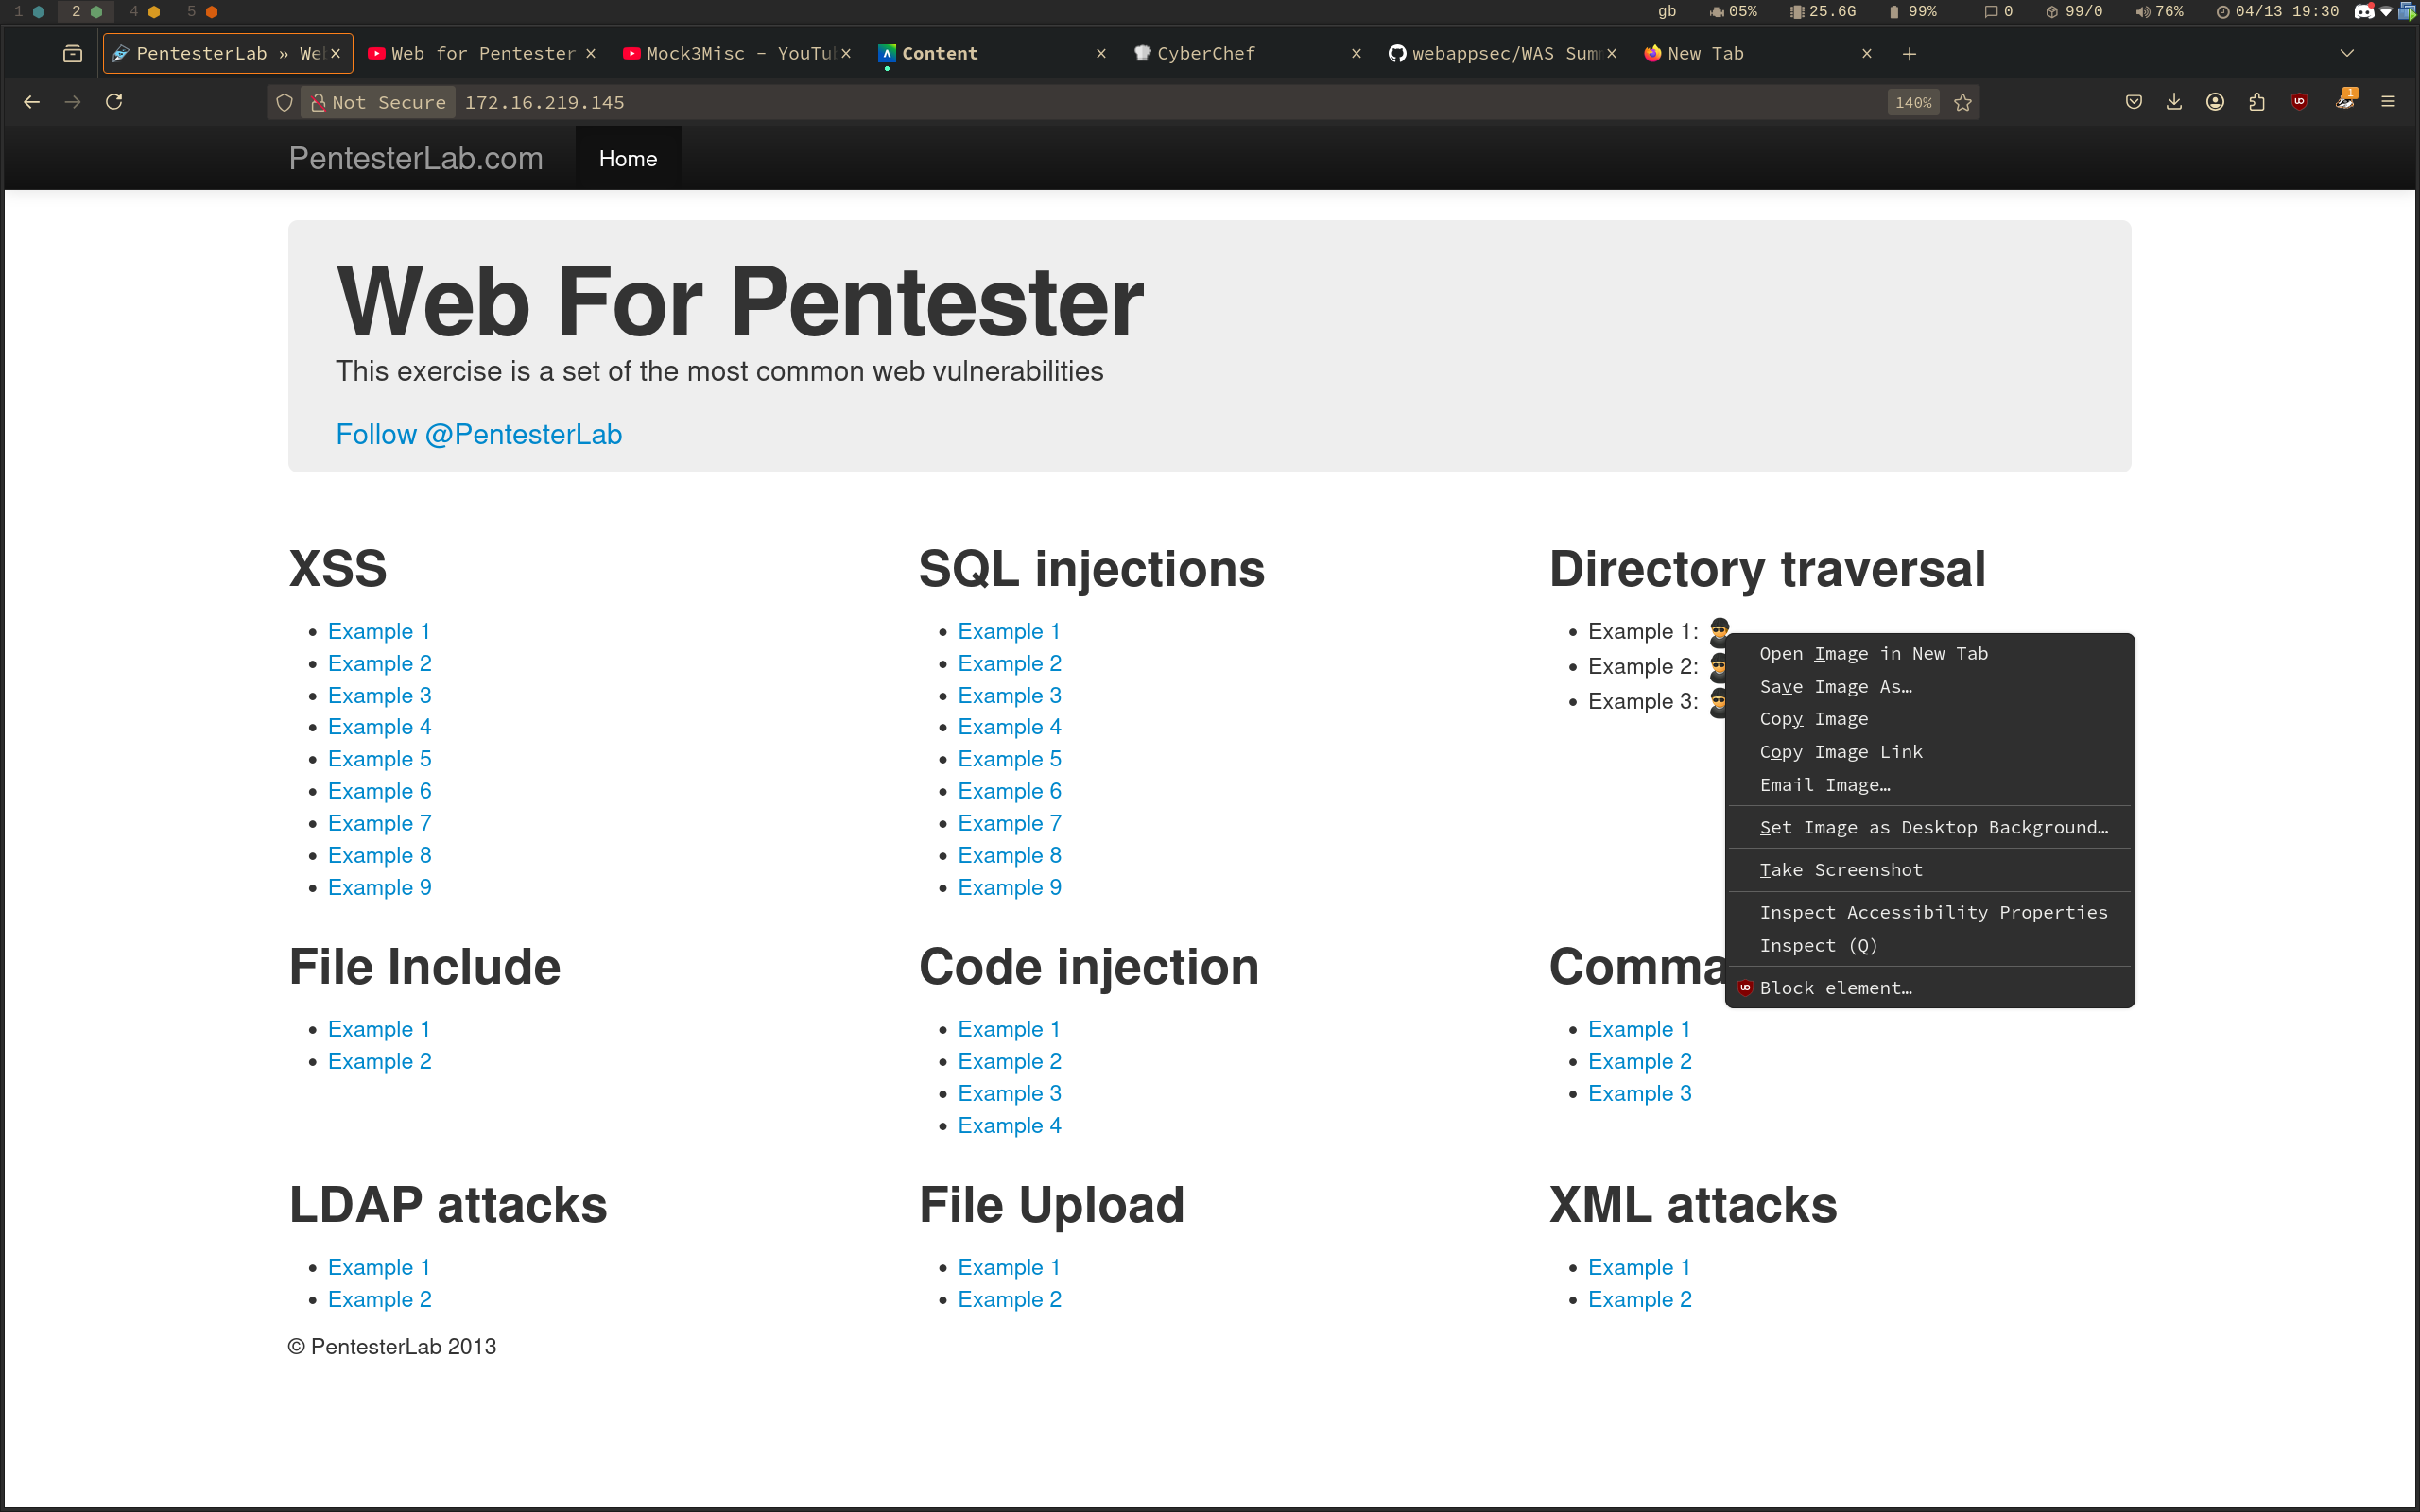 1 2 4 5 gb 05% 25.6G 99% 0 99/0 76% 04/13 19:30
PentesterLab » We Web for Pentester Mock3Misc - YouTu Content CyberChef webappsec/WAS Sum New Tab
Not Secure 172.16.219.145 140% 1
PentesterLab.com Home
Web For Pentester
This exercise is a set of the most common web vulnerabilities
Follow @PentesterLab
XSS
Example 1
Example 2
Example 3
Example 4
Example 5
Example 6
Example 7
Example 8
Example 9
SQL injections
Example 1
Example 2
Example 3
Example 4
Example 5
Example 6
Example 7
Example 8
Example 9
Directory traversal
Example 1:
Example 2:
Example 3:
Open Image in New Tab
Save Image As…
Copy Image
Copy Image Link
Email Image…
Set Image as Desktop Background…
Take Screenshot
Inspect Accessibility Properties
Inspect (Q)
Block element…
File Include
Example 1
Example 2
Code injection
Example 1
Example 2
Example 3
Example 4
Comma
Example 1
Example 2
Example 3
LDAP attacks
Example 1
Example 2
File Upload
Example 1
Example 2
XML attacks
Example 1
Example 2
© PentesterLab 2013